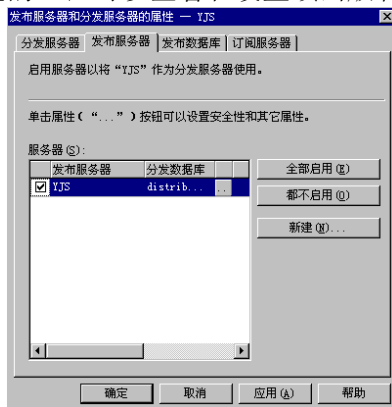 发布服务器和分发服务器的属性 — YJS
分发服务器 发布服务器 发布数据库 订阅服务器
启用服务器以将“YJS”作为分发服务器使用。
单击属性(“...”)按钮可以设置安全性和其它属性。
服务器(S):
发布服务器 分发数据库
YJS distrib... ..
全部启用(E)
都不启用(O)
新建(N)...
确定 取消 应用(A) 帮助